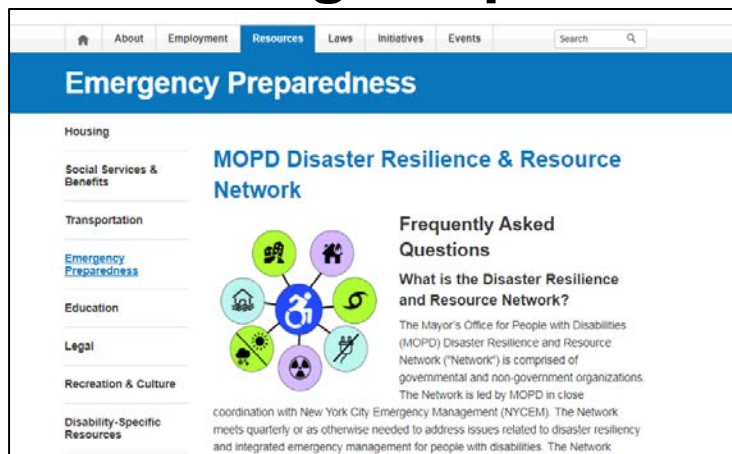 About Employment Resources Laws Initiatives Events Search
Emergency Preparedness
Housing
Social Services &
Benefits
Transportation
Emergency
Preparedness
Education
Legal
Recreation & Culture
Disability-Specific
Resources
MOPD Disaster Resilience & Resource
Network
Frequently Asked
Questions
What is the Disaster Resilience
and Resource Network?
The Mayor's Office for People with Disabilities
(MOPD) Disaster Resilience and Resource
Network ("Network") is comprised of
governmental and non-government organizations.
The Network is led by MOPD in close
coordination with New York City Emergency Management (NYCEM). The Network
meets quarterly or as otherwise needed to address issues related to disaster resiliency
and integrated emergency management for people with disabilities. The Network